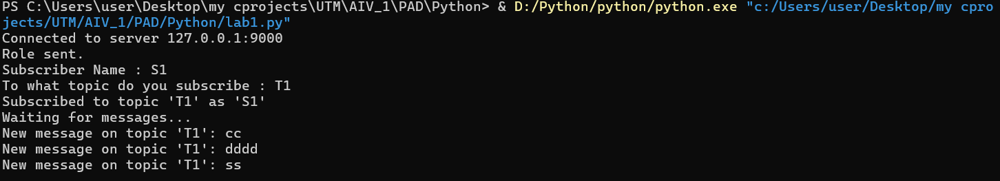 PS C:\Users\user\Desktop\my cprojects\UTM\AIV_1\PAD\Python> & D:/Python/python/python.exe "c:/Users/user/Desktop/my cpro
jects/UTM/AIV_1/PAD/Python/lab1.py"
Connected to server 127.0.0.1:9000
Role sent.
Subscriber Name : S1
To what topic do you subscribe : T1
Subscribed to topic 'T1' as 'S1'
Waiting for messages...
New message on topic 'T1': cc
New message on topic 'T1': dddd
New message on topic 'T1': ss